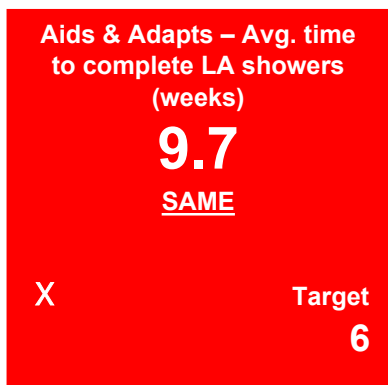 Aids & Adapts – Avg. time
to complete LA showers
(weeks)
9.7
SAME
X Target
6